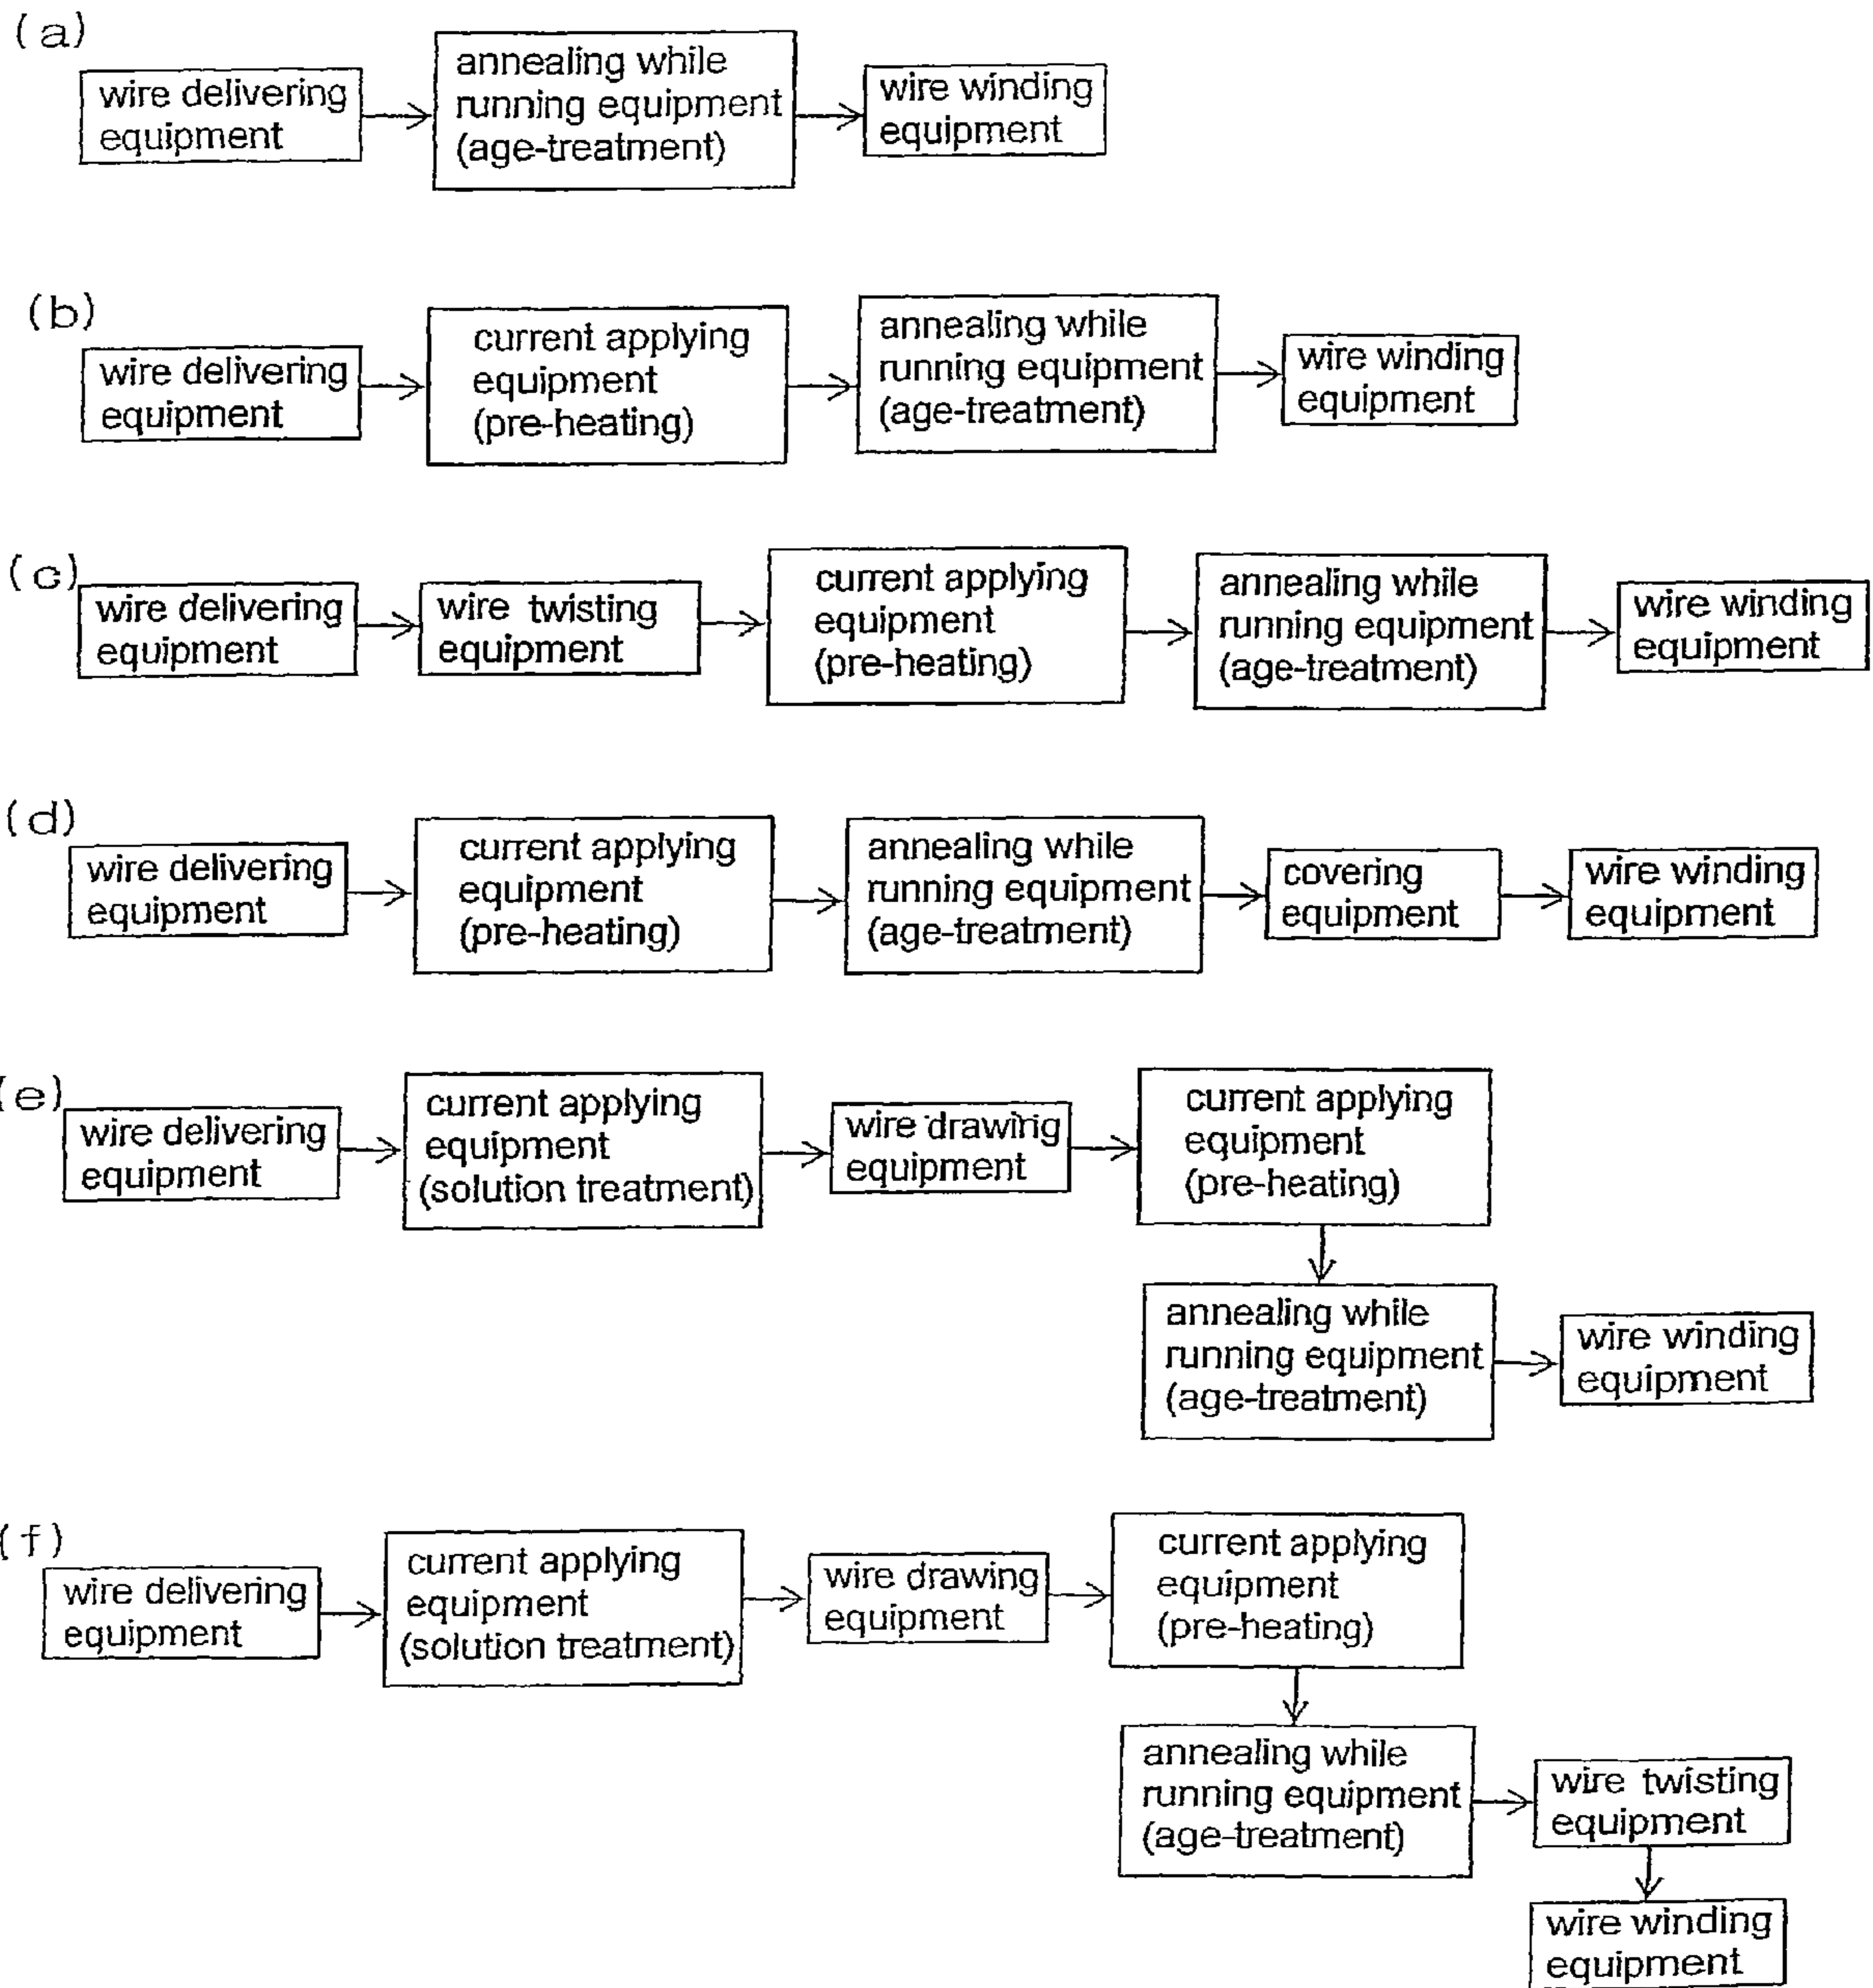 (a)
wire delivering
equipment
annealing while
running equipment
(age-treatment)
wire winding
equipment
(b)
wire delivering
equipment
current applying
equipment
(pre-heating)
annealing while
running equipment
(age-treatment)
wire winding
equipment
(c)
wire delivering
equipment
wire twisting
equipment
current applying
equipment
(pre-heating)
annealing while
running equipment
(age-treatment)
wire winding
equipment
(d)
wire delivering
equipment
current applying
equipment
(pre-heating)
annealing while
running equipment
(age-treatment)
covering
equipment
wire winding
equipment
(e)
wire delivering
equipment
current applying
equipment
(solution treatment)
wire drawing
equipment
current applying
equipment
(pre-heating)
annealing while
running equipment
(age-treatment)
wire winding
equipment
(f)
wire delivering
equipment
current applying
equipment
(solution treatment)
wire drawing
equipment
current applying
equipment
(pre-heating)
annealing while
running equipment
(age-treatment)
wire twisting
equipment
wire winding
equipment